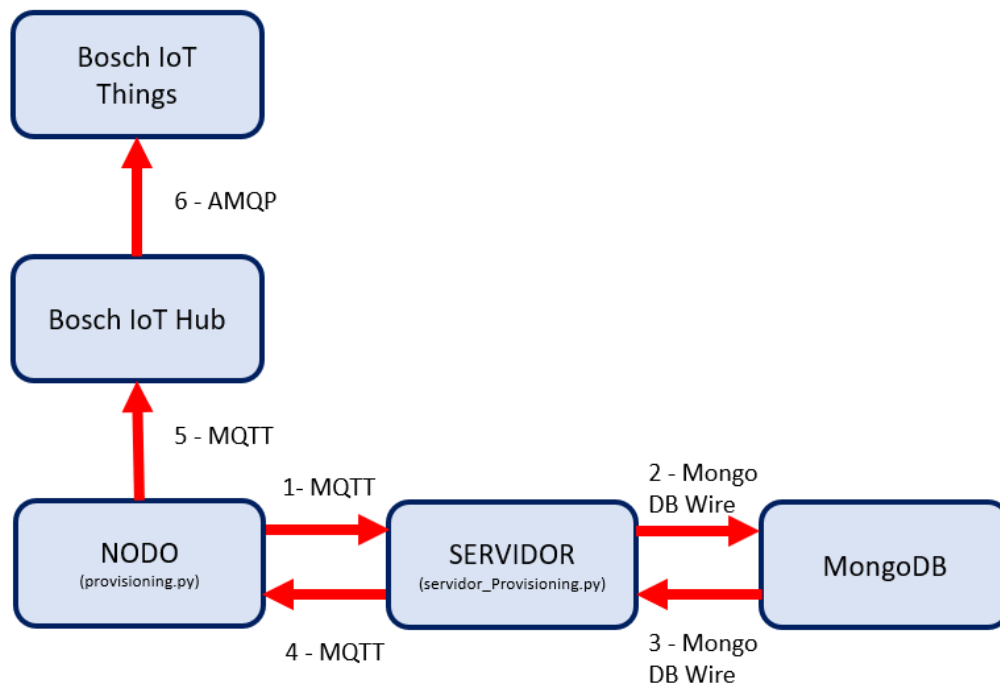 Bosch IoT
Things
6 - AMQP
Bosch IoT Hub
5 - MQTT
1- MQTT
2 - Mongo
DB Wire
NODO
(provisioning.py)
SERVIDOR
(servidor_Provisioning.py)
MongoDB
4 - MQTT
3 - Mongo
DB Wire